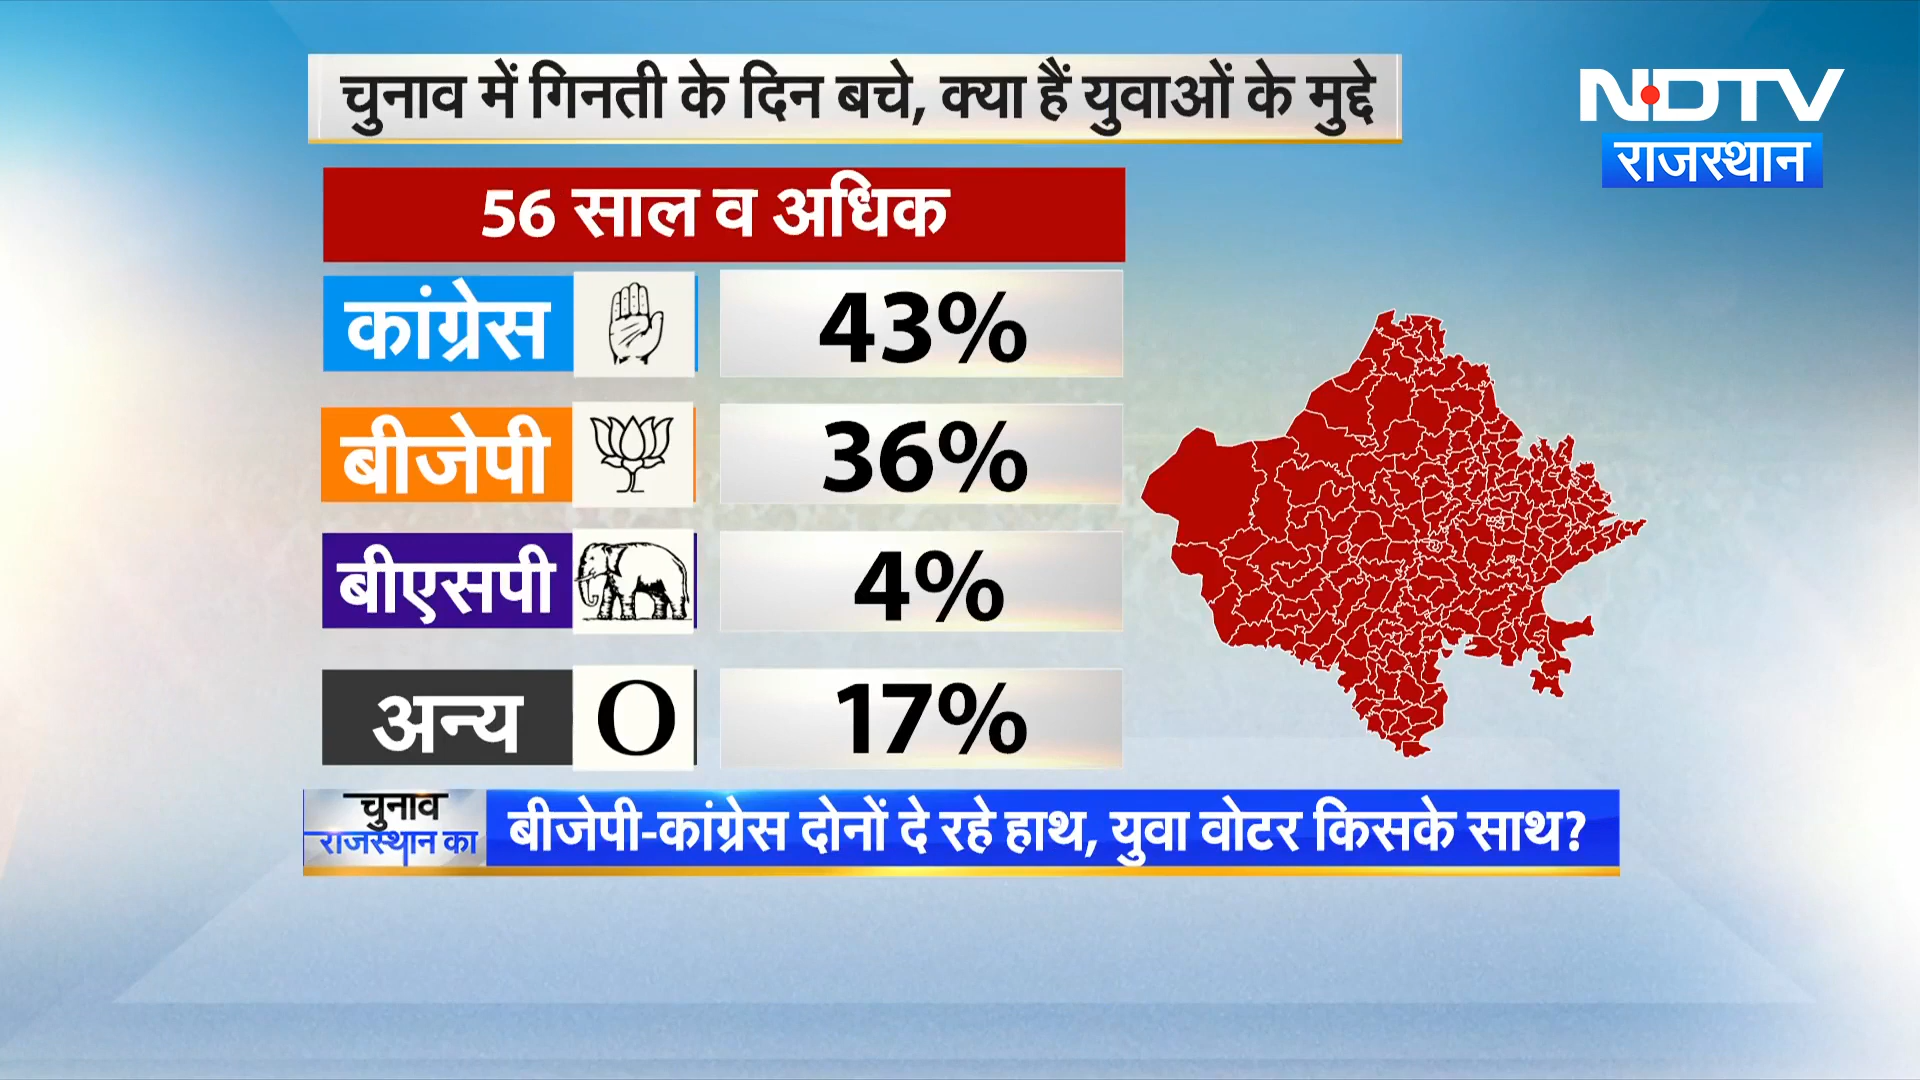 चुनाव में गिनती के दिन बचे, क्या हैं युवाओं के मुद्दे
NDTV
राजस्थान
56 साल व अधिक
कांग्रेस 43%
बीजेपी 36%
बीएसपी 4%
अन्य O 17%
चुनाव
राजस्थान का
बीजेपी-कांग्रेस दोनों दे रहे हाथ, युवा वोटर किसके साथ?